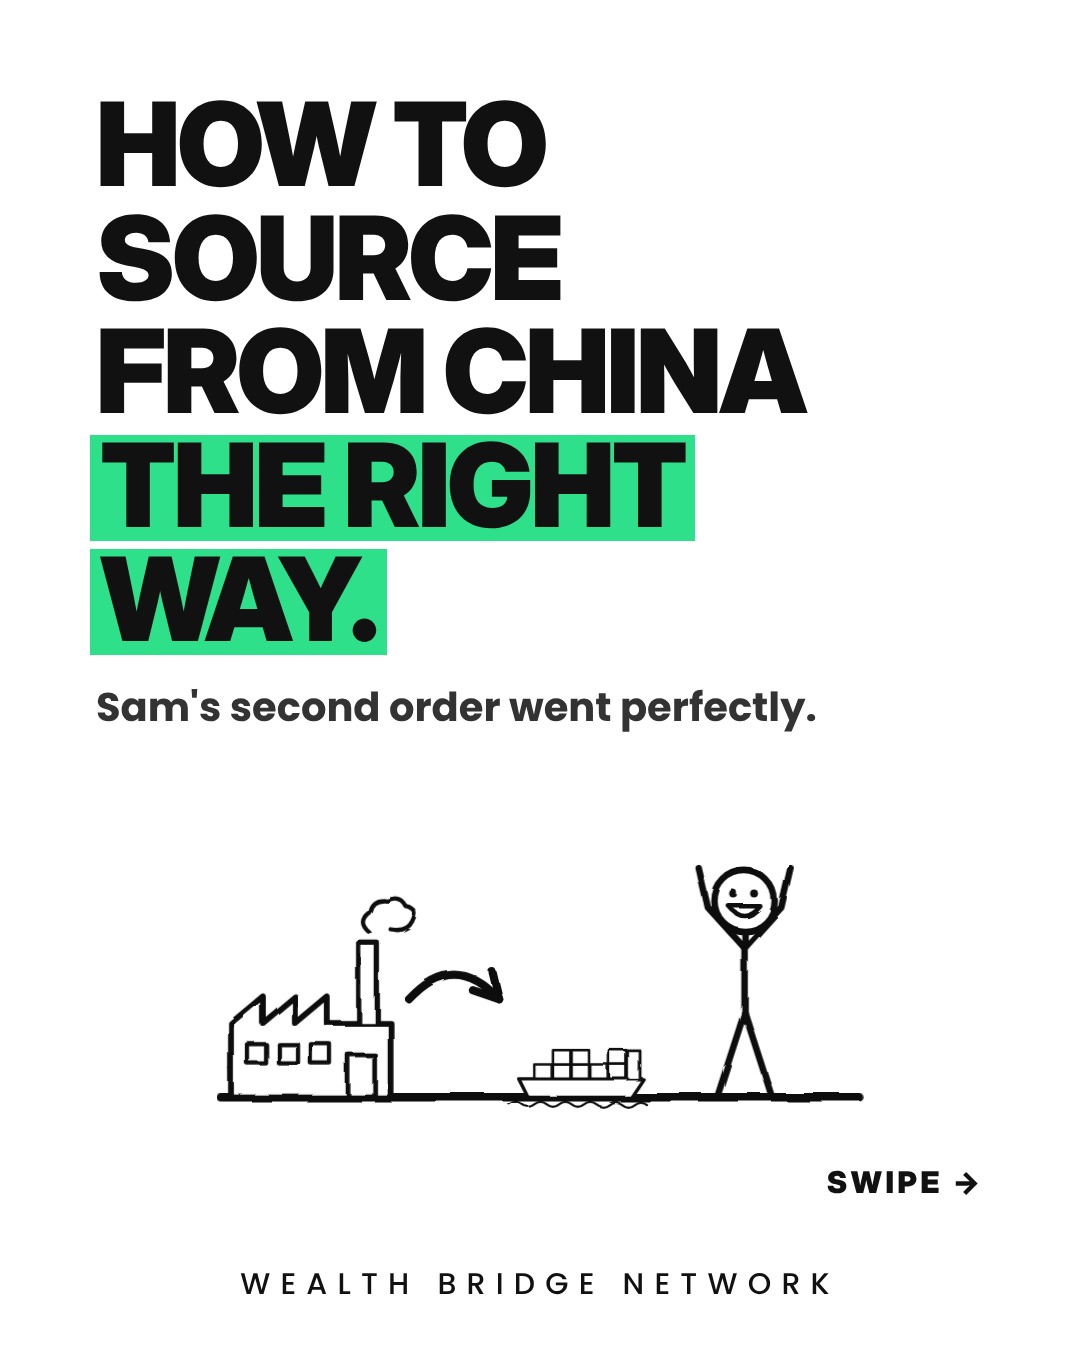 HOW TO
SOURCE
FROM CHINA
THE RIGHT
WAY.
Sam's second order went perfectly.
SWIPE →
WEALTH BRIDGE NETWORK